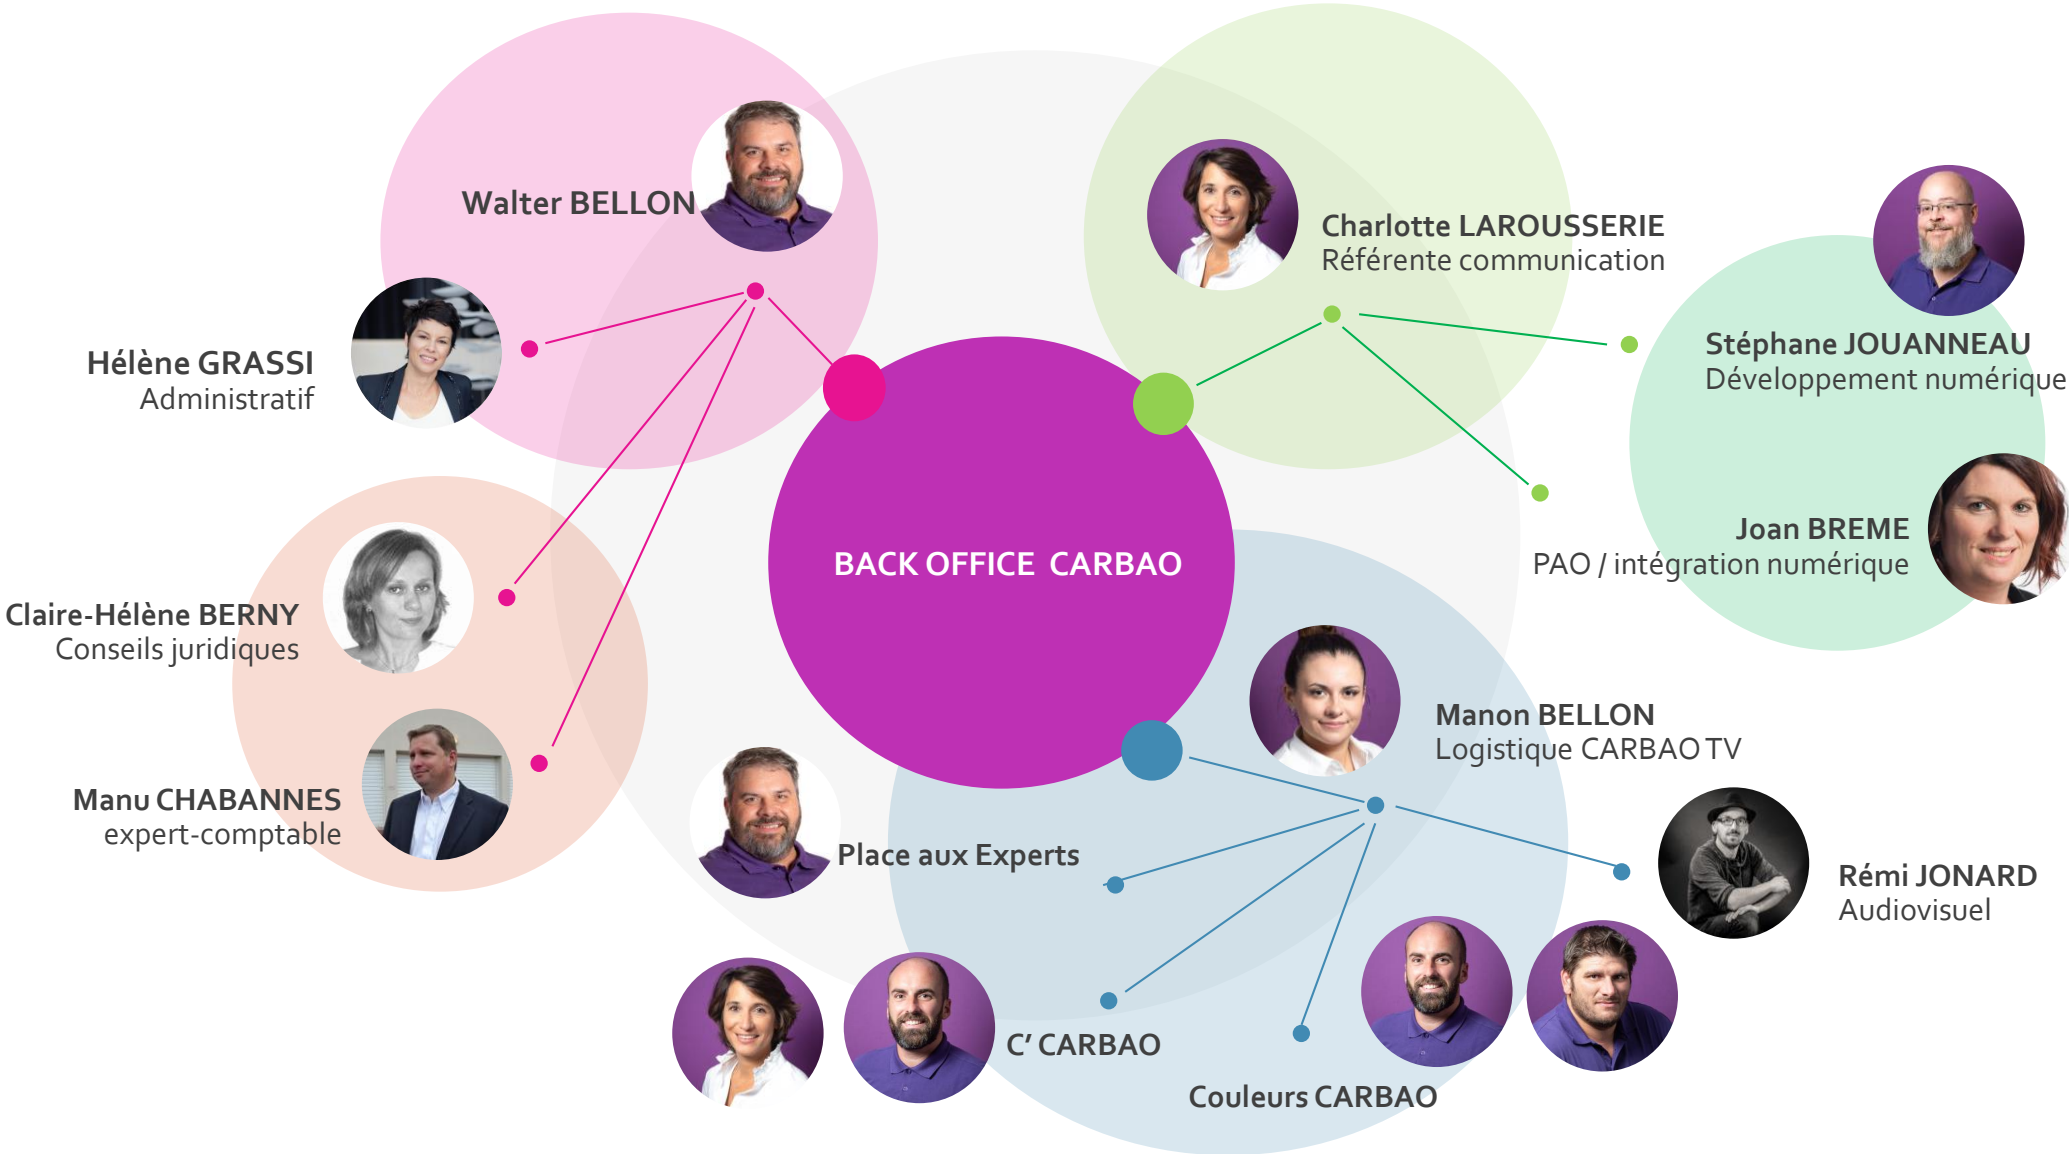 Walter BELLON
Charlotte LAROUSSERIE
Référente communication
Hélène GRASSI
Administratif
Stéphane JOUANNEAU
Développement numérique
BACK OFFICE CARBAO
Joan BREME
PAO / intégration numérique
Claire-Hélène BERNY
Conseils juridiques
Manon BELLON
Logistique CARBAO TV
Manu CHABANNES
expert-comptable
Place aux Experts
Rémi JONARD
Audiovisuel
C’ CARBAO
Couleurs CARBAO